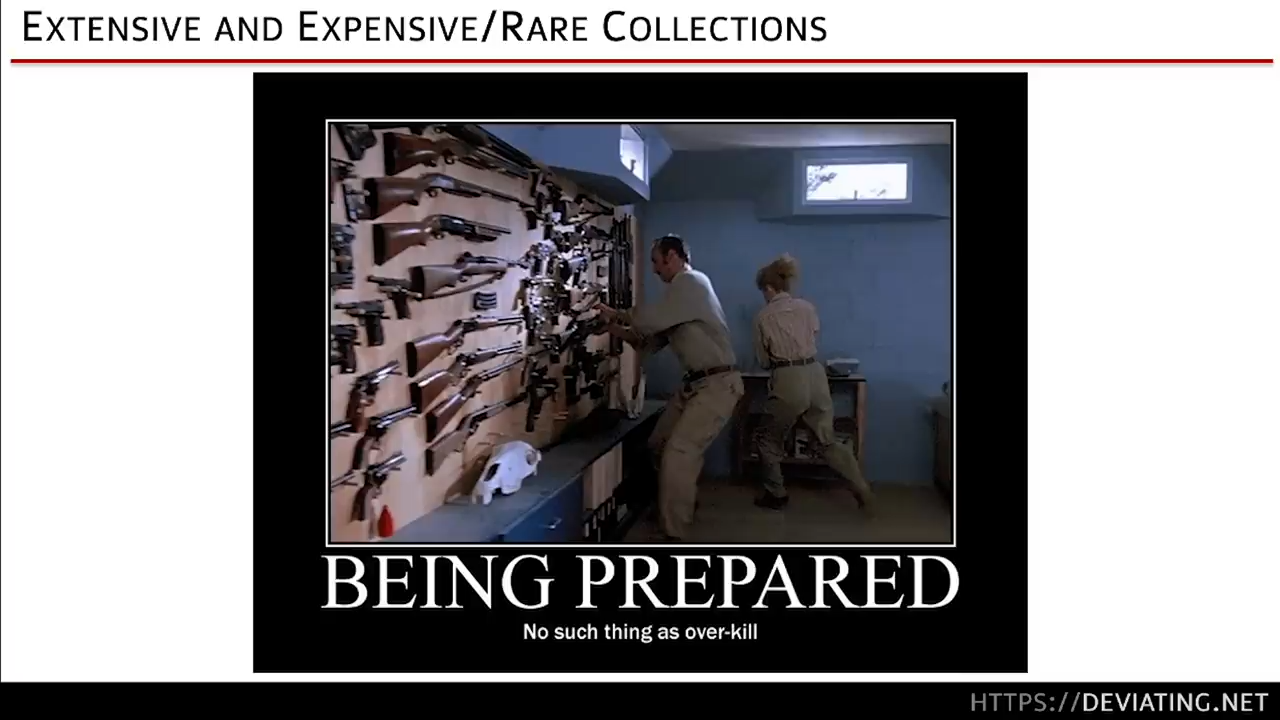 EXTENSIVE AND EXPENSIVE/RARE COLLECTIONS
BEING PREPARED
No such thing as over-kill
HTTPS://DEVIATING.NET